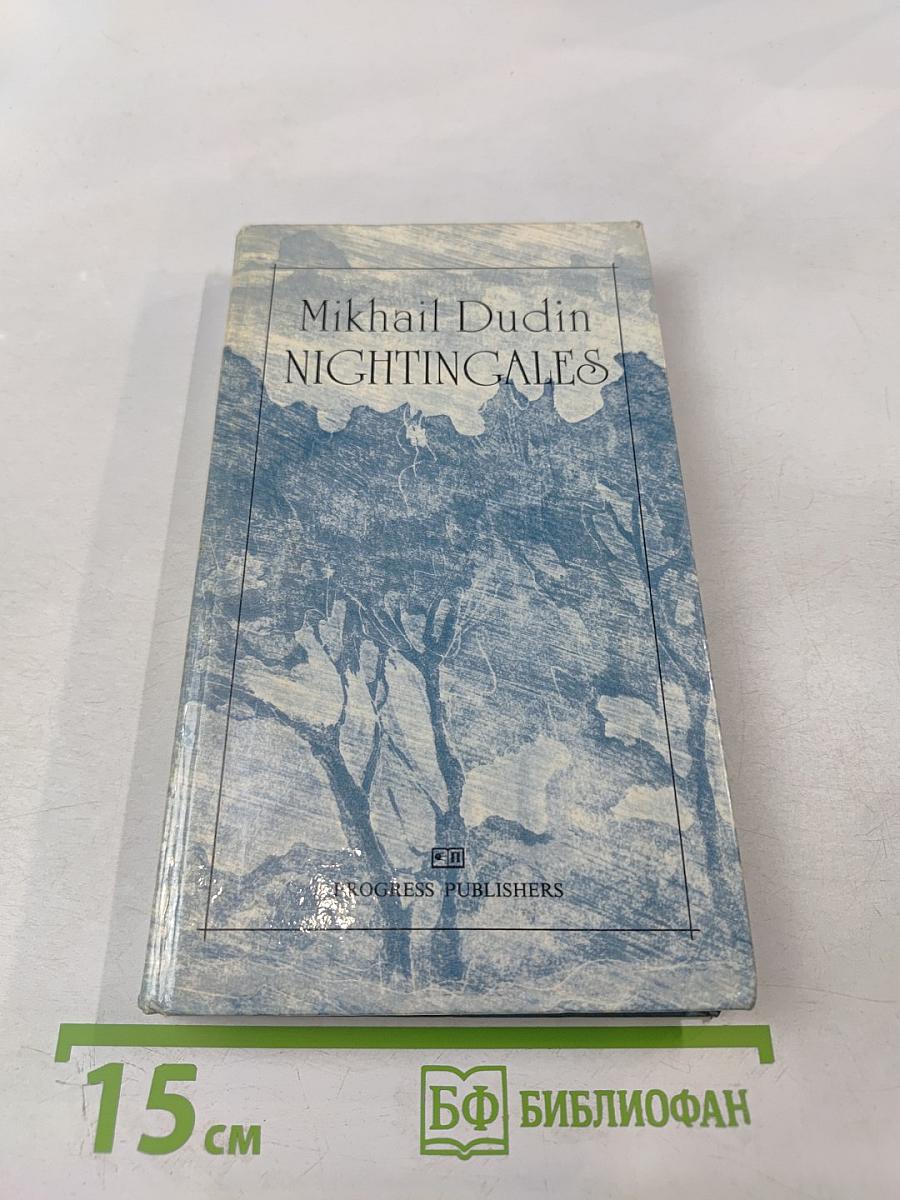 Mikhail Dudin
NIGHTINGALES
П
PROGRESS PUBLISHERS
15 см
БФ БИБЛИОФАН